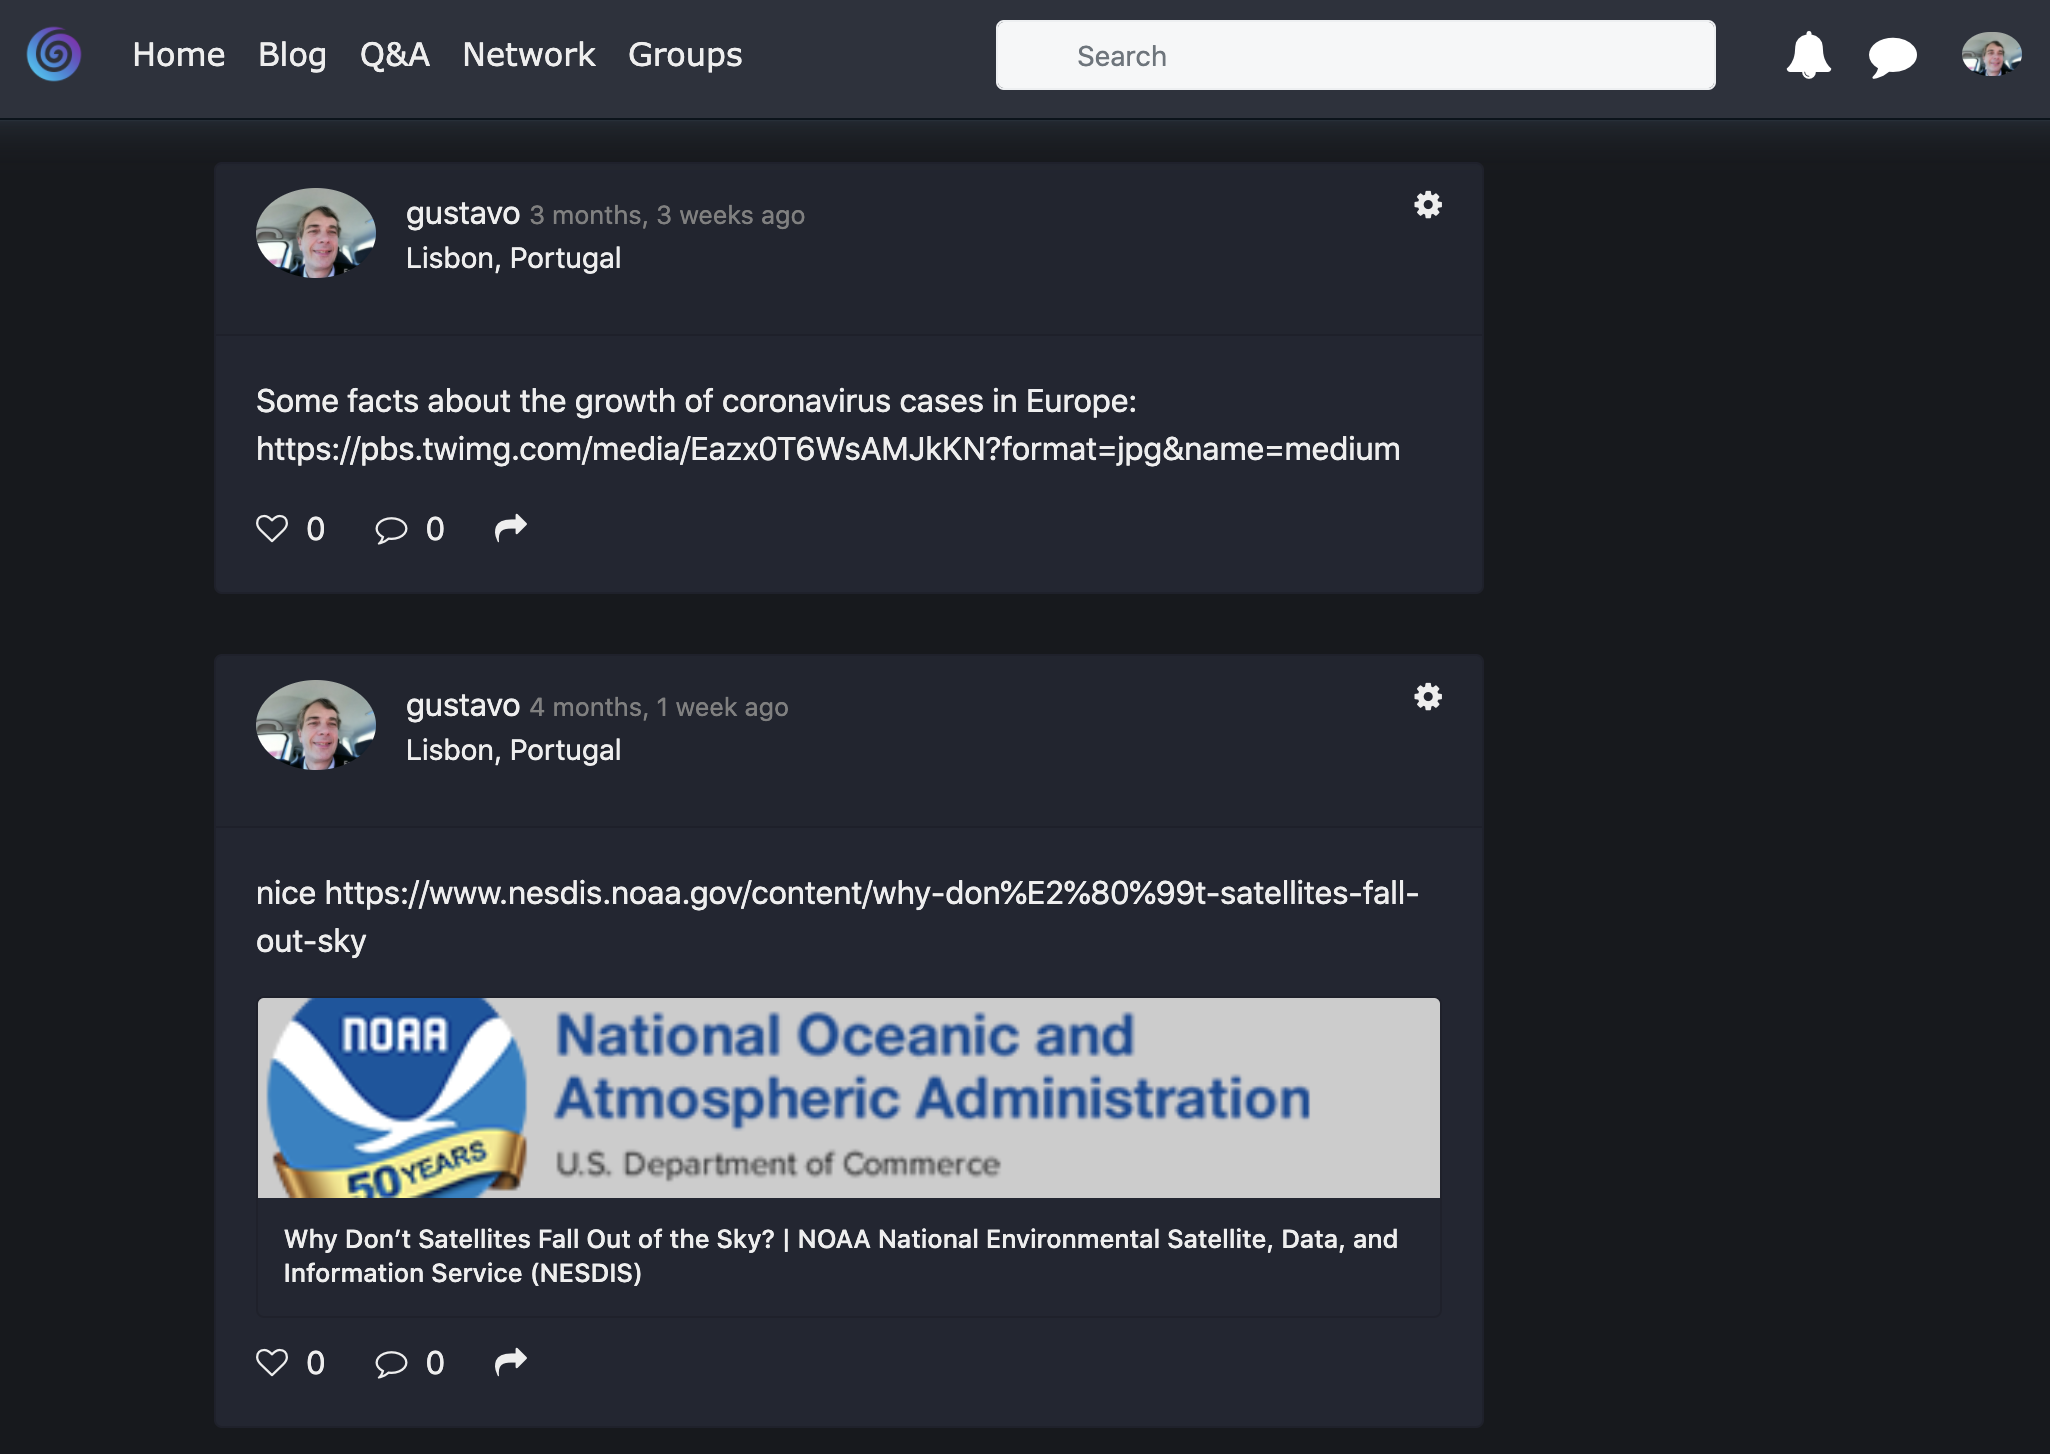 Home Blog Q&A Network Groups Search
gustavo 3 months, 3 weeks ago
Lisbon, Portugal
Some facts about the growth of coronavirus cases in Europe:
https://pbs.twimg.com/media/Eazx0T6WsAMJkKN?format=jpg&name=medium
0 0
gustavo 4 months, 1 week ago
Lisbon, Portugal
nice https://www.nesdis.noaa.gov/content/why-don%E2%80%99t-satellites-fall-
out-sky
NOAA
50 YEARS
National Oceanic and
Atmospheric Administration
U.S. Department of Commerce
Why Don’t Satellites Fall Out of the Sky? | NOAA National Environmental Satellite, Data, and
Information Service (NESDIS)
0 0